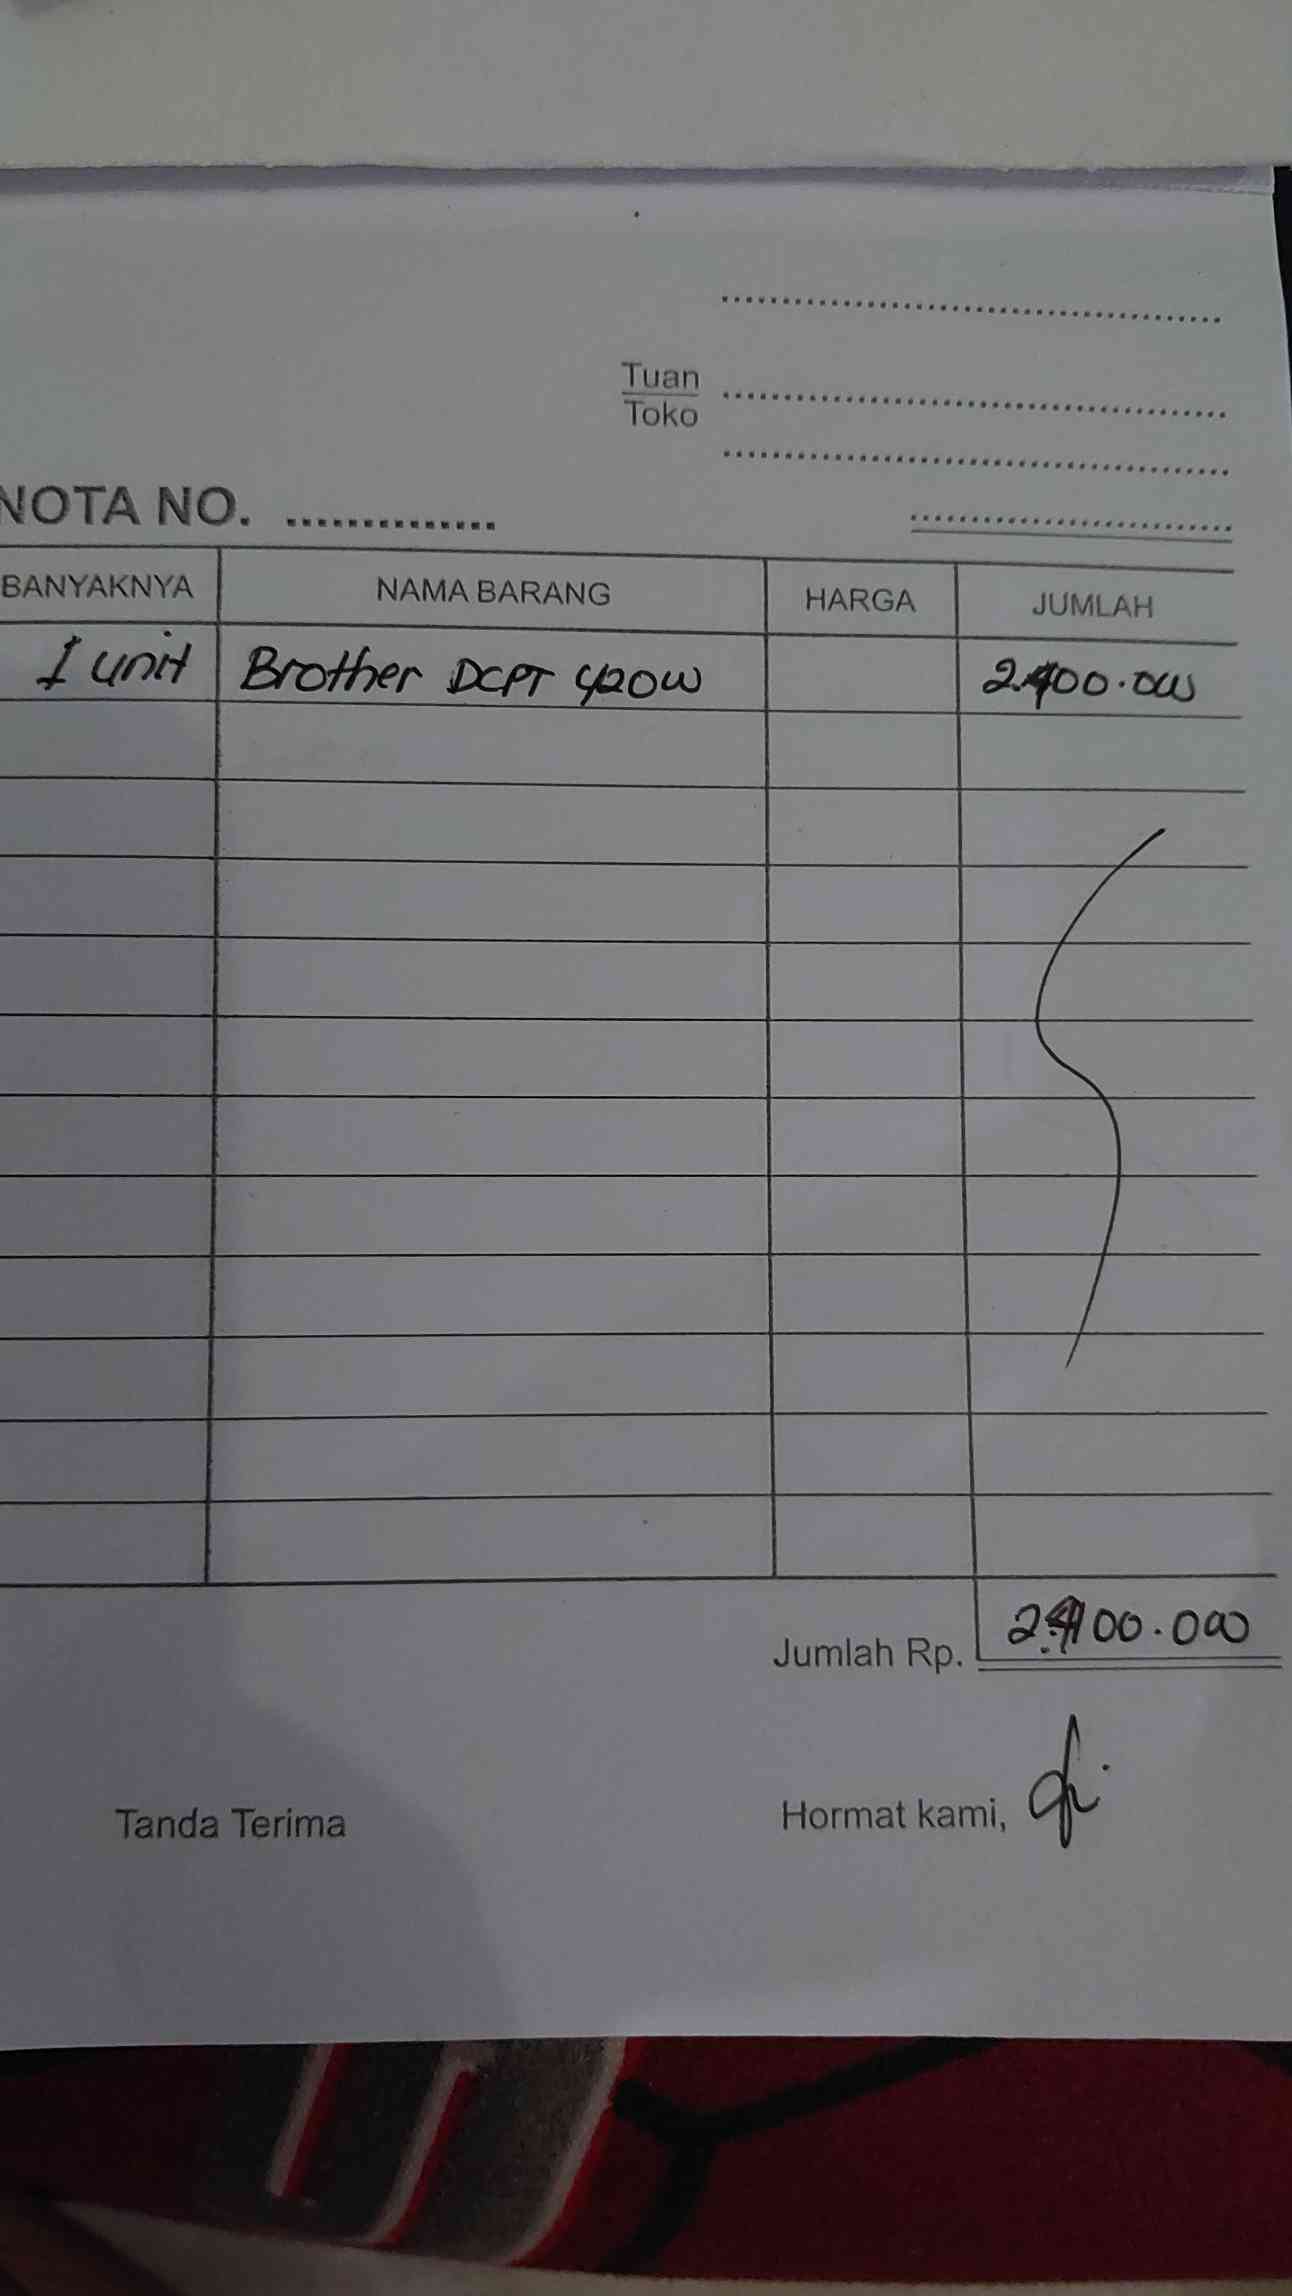 Tuan
Toko
NOTA NO.
BANYAKNYA NAMA BARANG HARGA JUMLAH
1 unit Brother DCPT 420W 2.400.000
Jumlah Rp. 2.400.000
Tanda Terima Hormat kami,